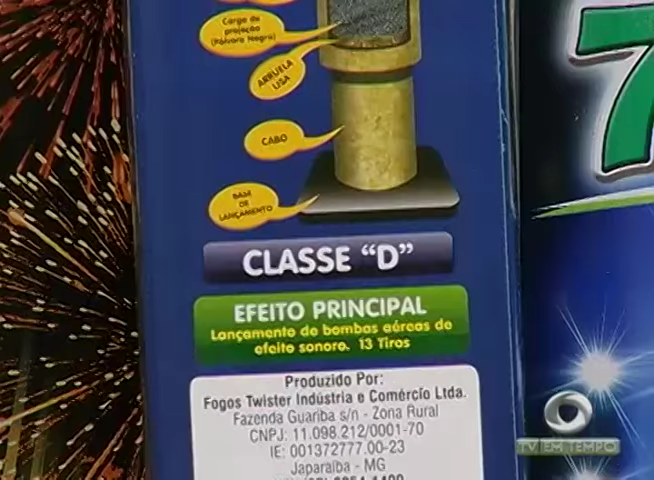 Carga de
projeção
(Pólvora Negra)
ARRUELA
LISA
CABO
BASE
DE
LANÇAMENTO
CLASSE "D"
EFEITO PRINCIPAL
Lançamento de bombas aéreas de
efeito sonoro. 13 Tiros
Produzido Por:
Fogos Twister Indústria e Comércio Ltda.
Fazenda Guariba s/n - Zona Rural
CNPJ: 11.098.212/0001-70
IE: 001372777.00-23
Japaraíba - MG
7
TV EM TEMPO